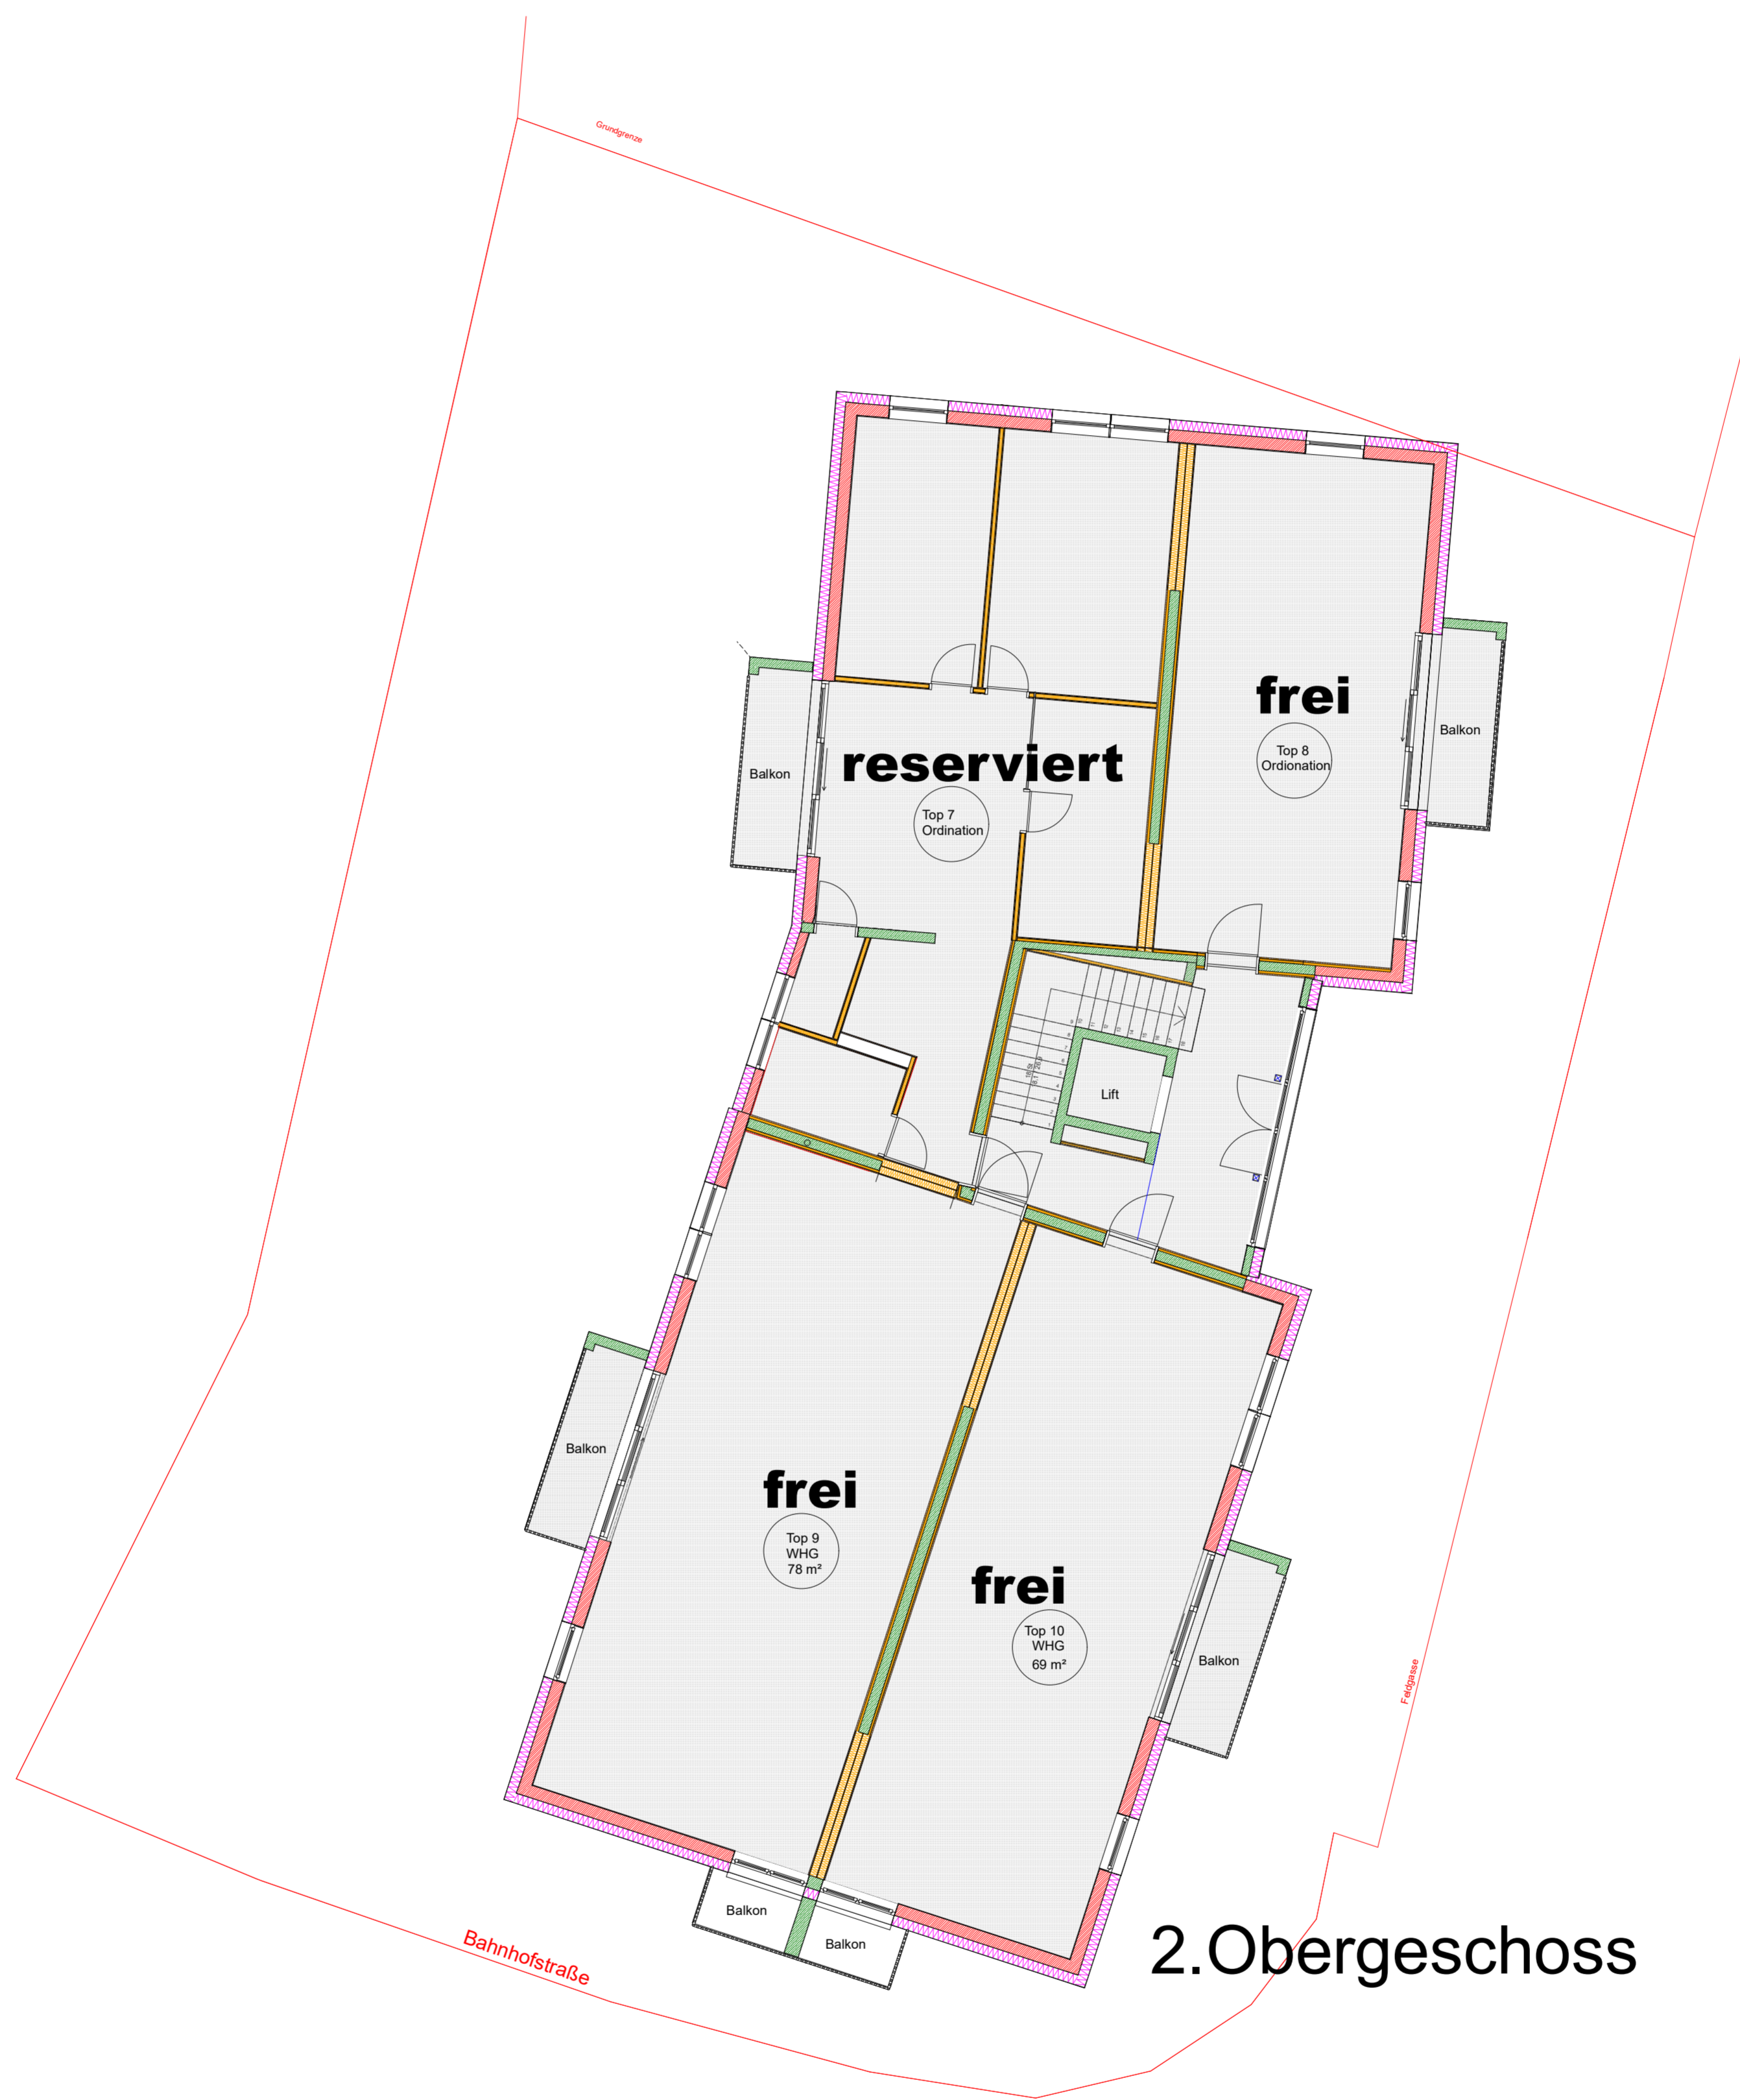 Grundgrenze
frei
Top 8
Ordionation
Balkon
reserviert
Balkon
Top 7
Ordination
Lift
frei
Balkon
Top 9
WHG
78 m²
frei
Top 10
WHG
69 m²
Balkon
Feldgasse
Balkon
Balkon
Bahnhofstraße
2.Obergeschoss